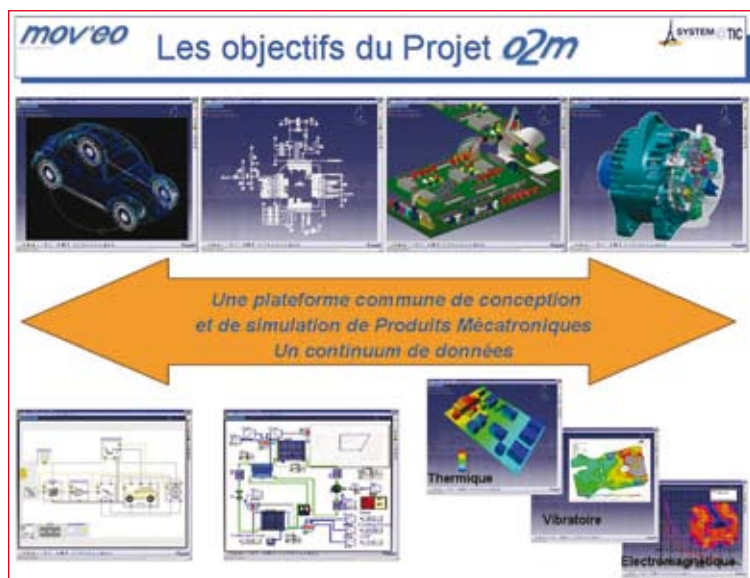 mov'eo
Les objectifs du Projet o2m
SYSTEM@TIC
Une plateforme commune de conception
et de simulation de Produits Mécatroniques
Un continuum de données
Thermique
Vibratoire
Electromagnétique